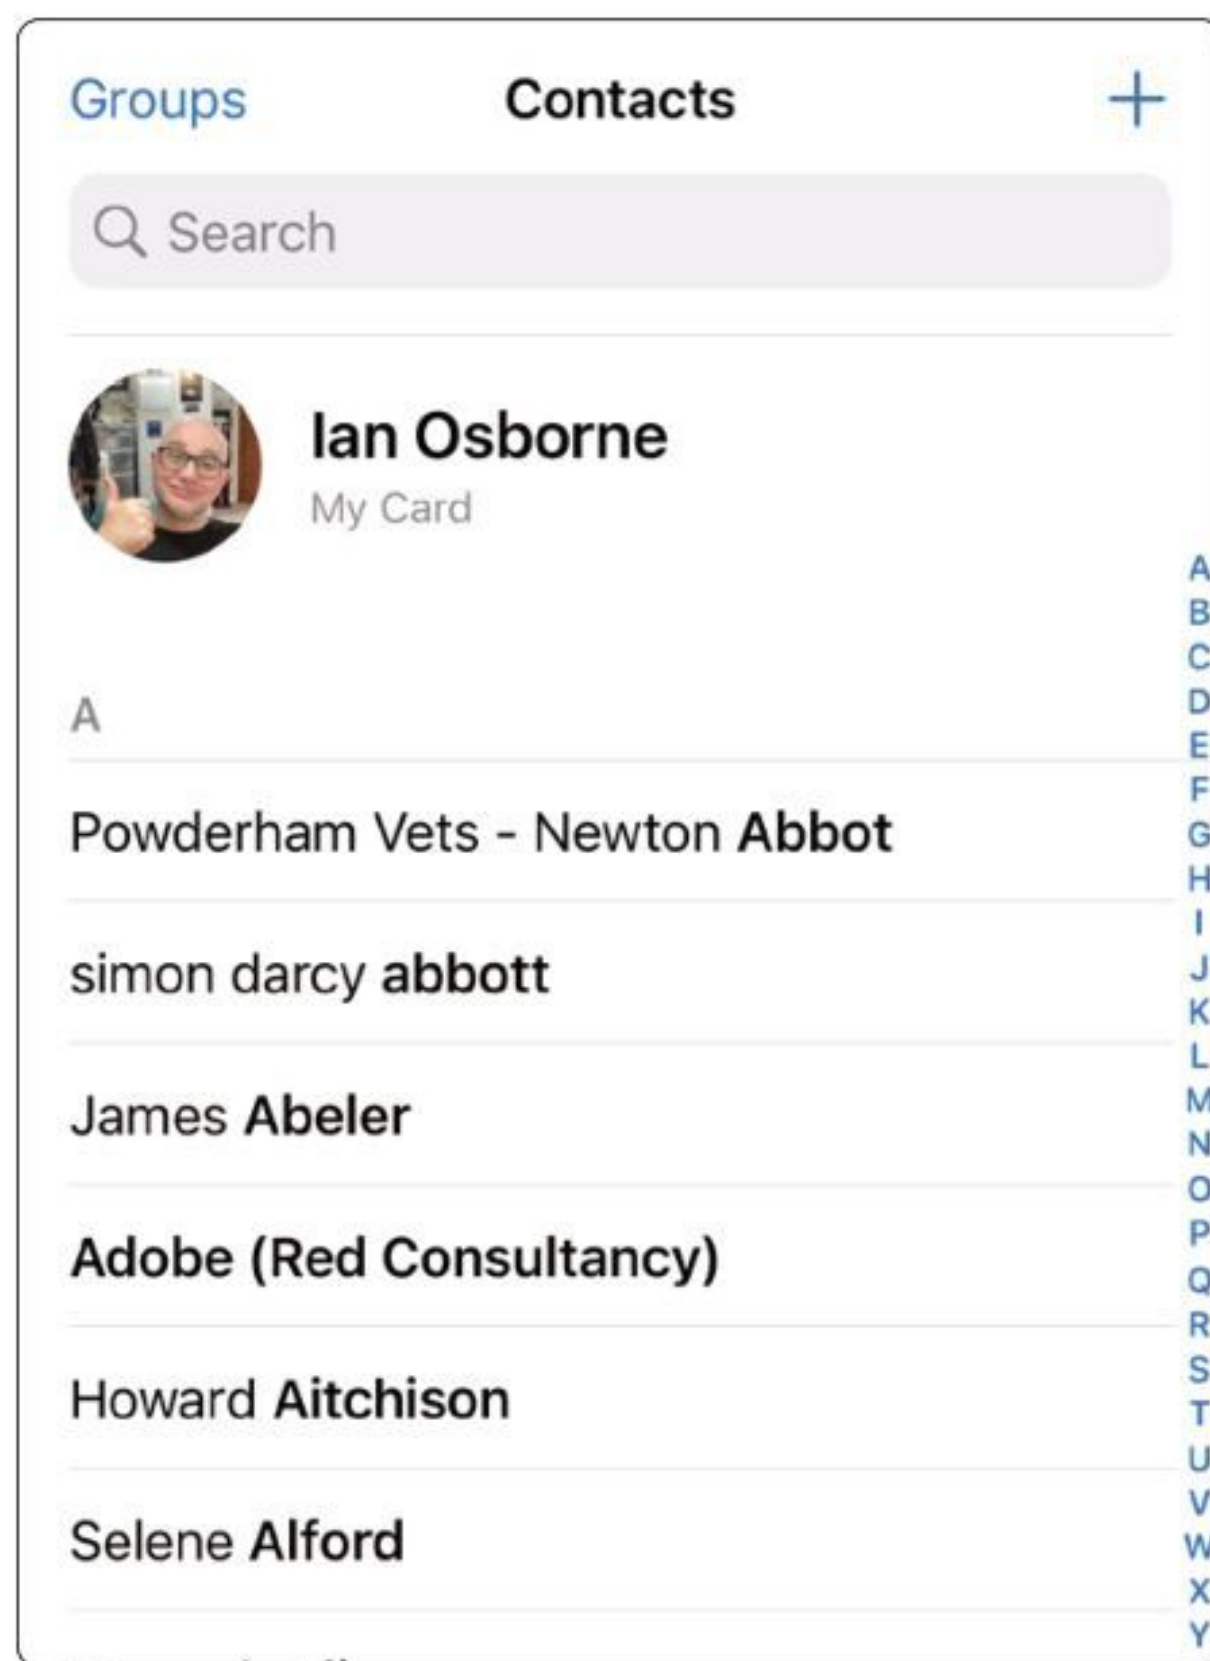 Groups Contacts +
Search
Ian Osborne
My Card
A
Powderham Vets - Newton Abbot
simon darcy abbott
James Abeler
Adobe (Red Consultancy)
Howard Aitchison
Selene Alford
A
B
C
D
E
F
G
H
I
J
K
L
M
N
O
P
Q
R
S
T
U
V
W
X
Y